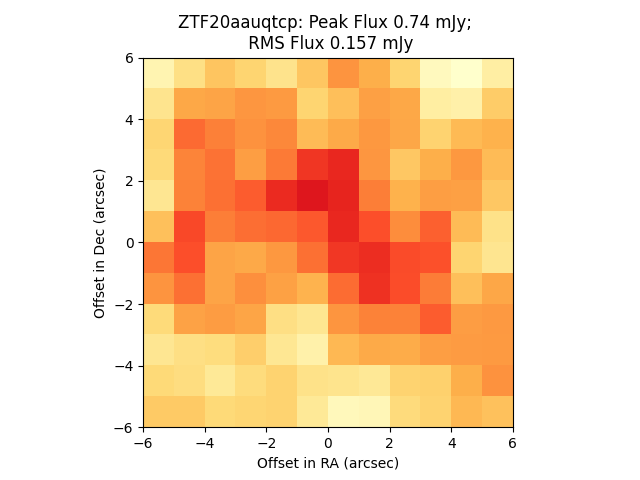 ZTF20aauqtcp: Peak Flux 0.74 mJy;
RMS Flux 0.157 mJy
6
4
2
0
−2
−4
−6
Offset in Dec (arcsec)
−6 −4 −2 0 2 4 6
Offset in RA (arcsec)